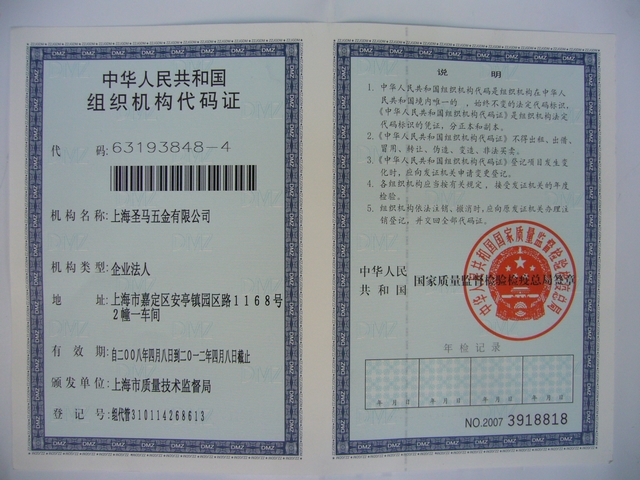 中华人民共和国
组织机构代码证
代 码:63193848-4
机构名称:上海圣马五金有限公司
机构类型:企业法人
地 址:上海市嘉定区安亭镇园区路1168号
2幢一车间
有 效 期:自二00八年四月八日到二0一二年四月八日截止
颁发单位:上海市质量技术监督局
登 记 号:组代管310114268613
说 明
1. 中华人民共和国组织机构代码是组织机构在中华人
民共和国境内唯一的、始终不变的法定代码标识,
《中华人民共和国组织机构代码证》是组织机构法定
代码标识的凭证,分正本和副本。
2. 《中华人民共和国组织机构代码证》不得出租、出借、
冒用、转让、伪造、变造、非法买卖。
3. 《中华人民共和国组织机构代码证》登记项目发生变
化时,应向发证机关申请变更登记。
4. 各组织机构应当按有关规定,接受发证机关的年度
检验。
5. 组织机构依法注销、撤消时,应向原发证机关办理注
销登记,并交回全部代码证。
中华人民
共和国
国家质量监督检验检疫总局签章
年检记录
年 月 日 年 月 日 年 月 日 年 月 日
NO.2007 3918818